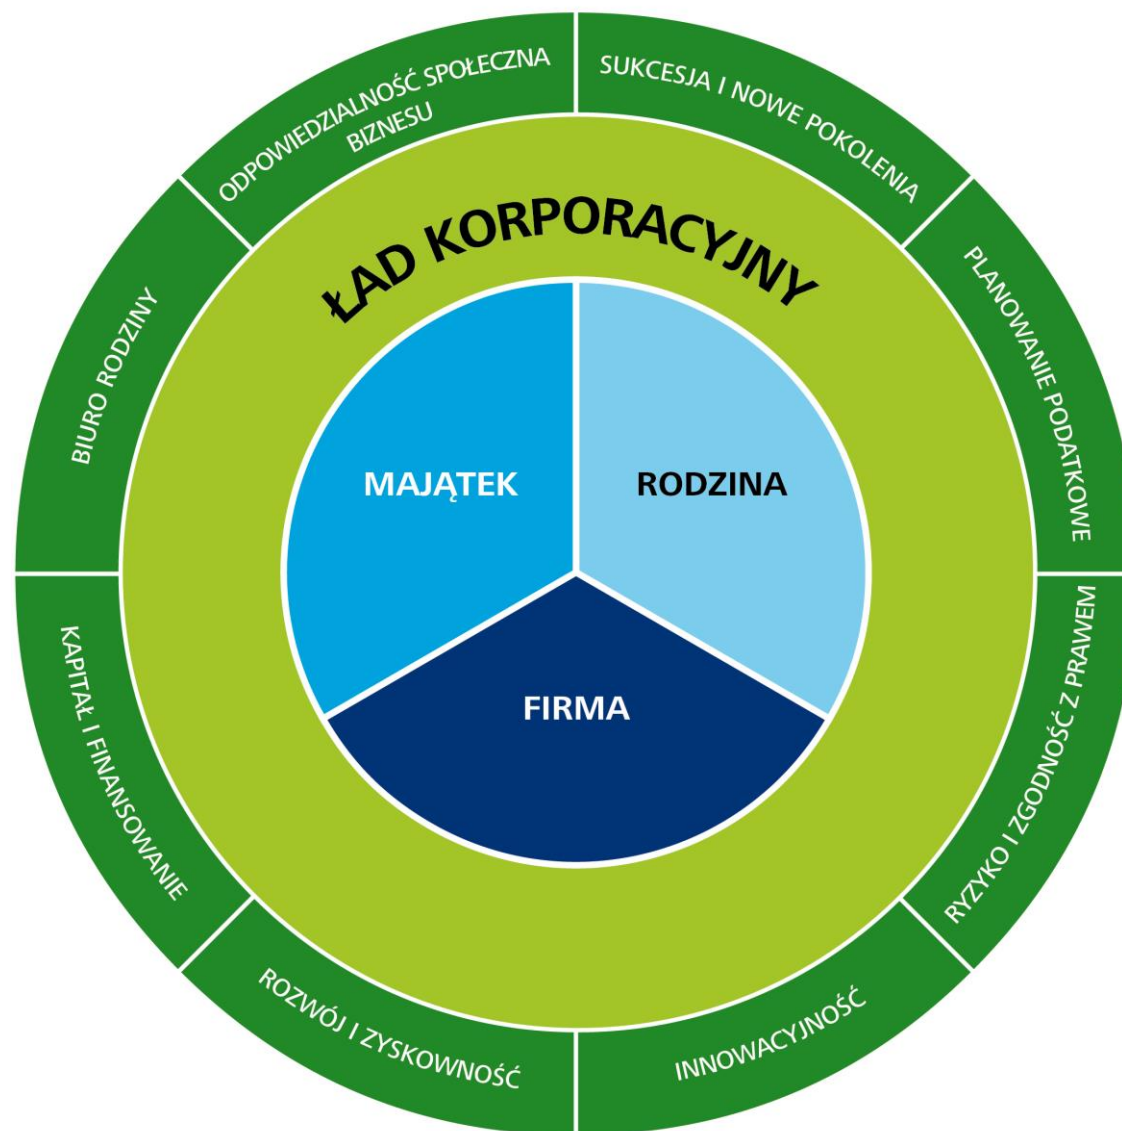 ODPOWIEDZIALNOŚĆ SPOŁECZNA
BIZNESU
SUKCESJA I NOWE POKOLENIA
PLANOWANIE PODATKOWE
RYZYKO I ZGODNOŚĆ Z PRAWEM
INNOWACYJNOŚĆ
ROZWÓJ I ZYSKOWNOŚĆ
KAPITAŁ I FINANSOWANIE
BIURO RODZINY
ŁAD KORPORACYJNY
MAJĄTEK
RODZINA
FIRMA